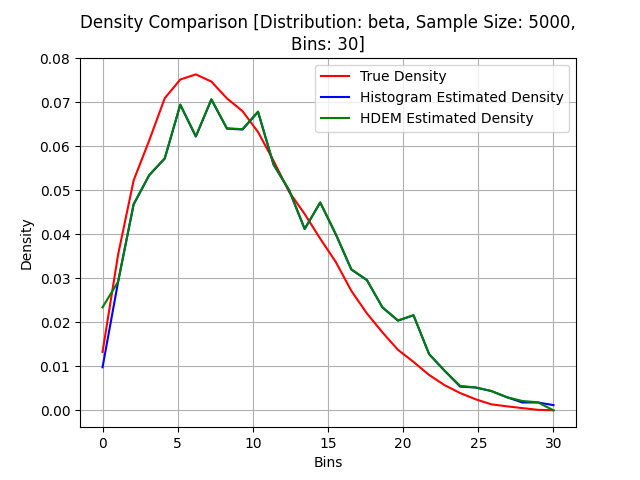 Density Comparison [Distribution: beta, Sample Size: 5000,
Bins: 30]
True Density
Histogram Estimated Density
HDEM Estimated Density
Density
0.08
0.07
0.06
0.05
0.04
0.03
0.02
0.01
0.00
0 5 10 15 20 25 30
Bins